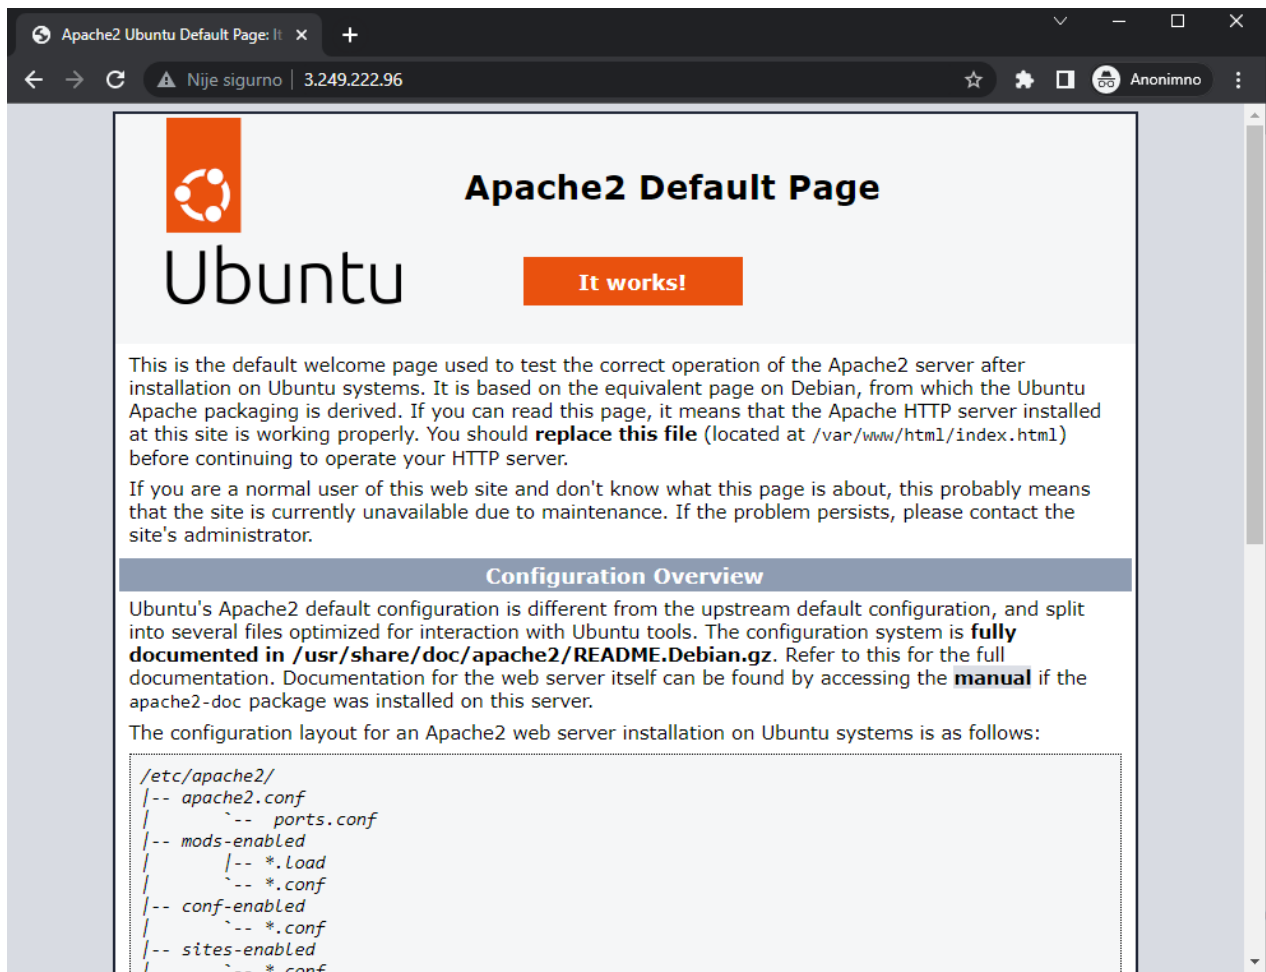 Apache2 Ubuntu Default Page: It
Nije sigurno | 3.249.222.96
Anonimno
Ubuntu
Apache2 Default Page
It works!
This is the default welcome page used to test the correct operation of the Apache2 server after
installation on Ubuntu systems. It is based on the equivalent page on Debian, from which the Ubuntu
Apache packaging is derived. If you can read this page, it means that the Apache HTTP server installed
at this site is working properly. You should replace this file (located at /var/www/html/index.html)
before continuing to operate your HTTP server.
If you are a normal user of this web site and don't know what this page is about, this probably means
that the site is currently unavailable due to maintenance. If the problem persists, please contact the
site's administrator.
Configuration Overview
Ubuntu's Apache2 default configuration is different from the upstream default configuration, and split
into several files optimized for interaction with Ubuntu tools. The configuration system is fully
documented in /usr/share/doc/apache2/README.Debian.gz. Refer to this for the full
documentation. Documentation for the web server itself can be found by accessing the manual if the
apache2-doc package was installed on this server.
The configuration layout for an Apache2 web server installation on Ubuntu systems is as follows:
/etc/apache2/
|-- apache2.conf
|       `--  ports.conf
|-- mods-enabled
|       |-- *.load
|       `-- *.conf
|-- conf-enabled
|       `-- *.conf
|-- sites-enabled
|       `-- *.conf